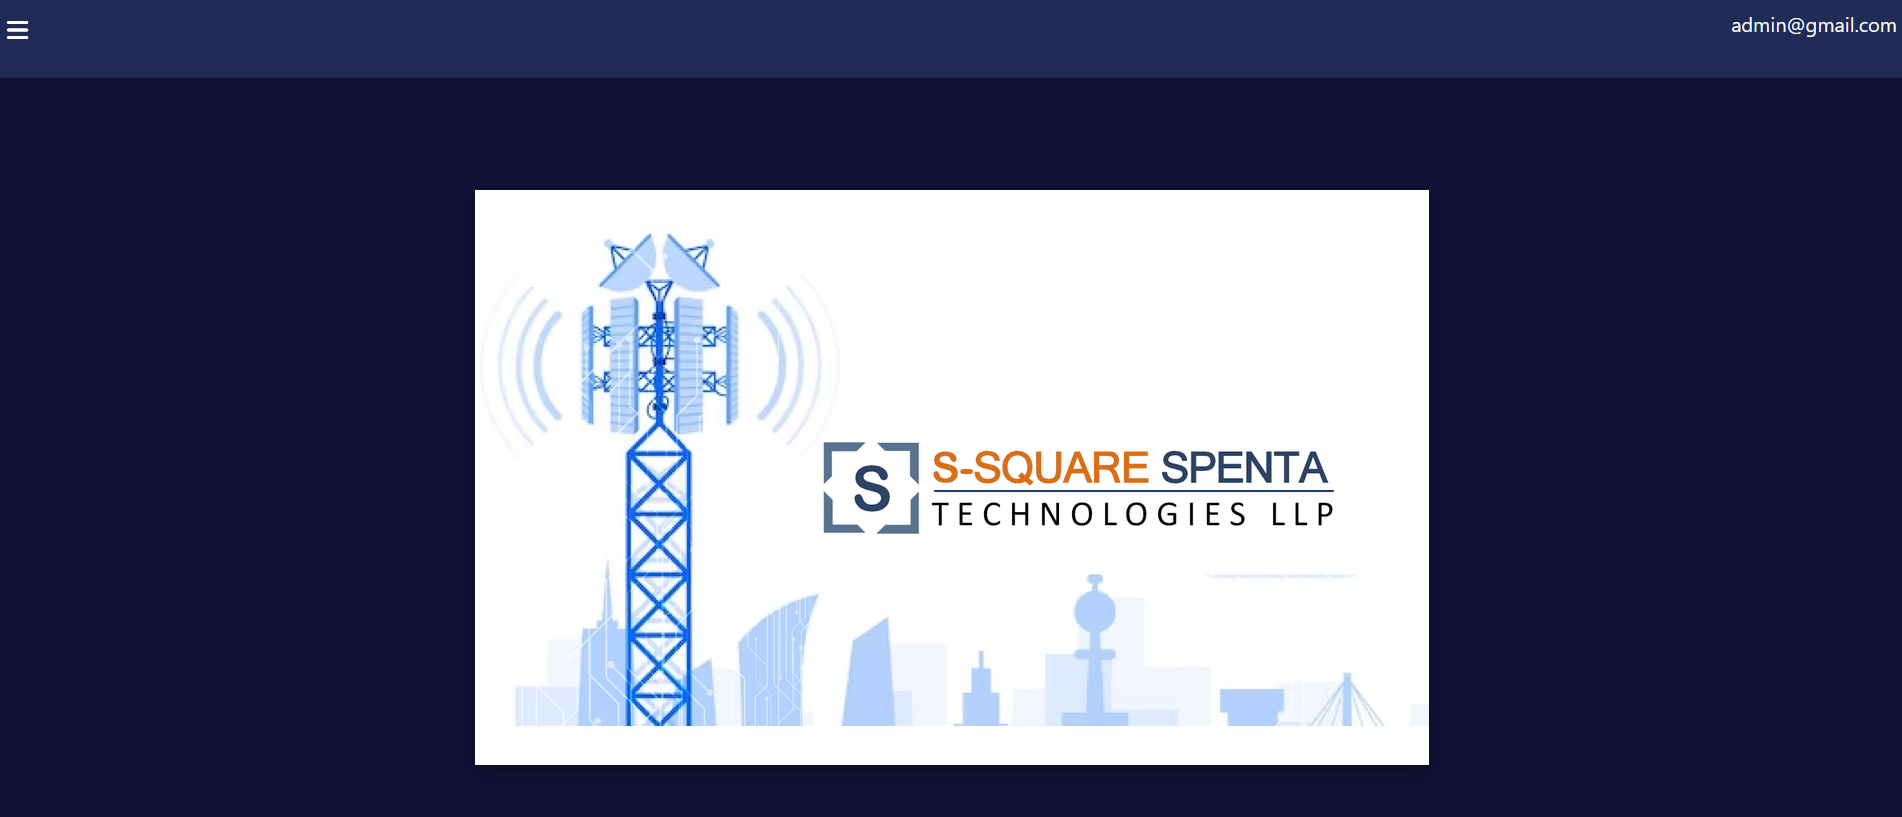 admin@gmail.com
S
S-SQUARE SPENTA
TECHNOLOGIES LLP